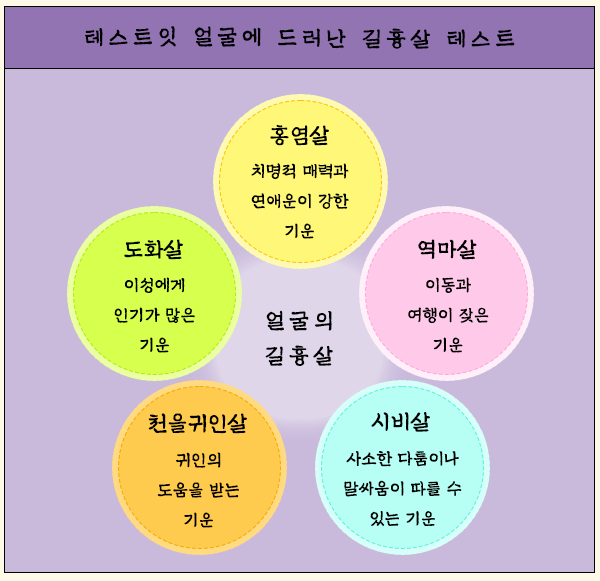 테스트잇 얼굴에 드러난 길흉살 테스트
홍염살
치명적 매력과
연애운이 강한
기운
도화살
이성에게
인기가 많은
기운
역마살
이동과
여행이 잦은
기운
얼굴의
길흉살
천을귀인살
귀인의
도움을 받는
기운
시비살
사소한 다툼이나
말싸움이 따를 수
있는 기운